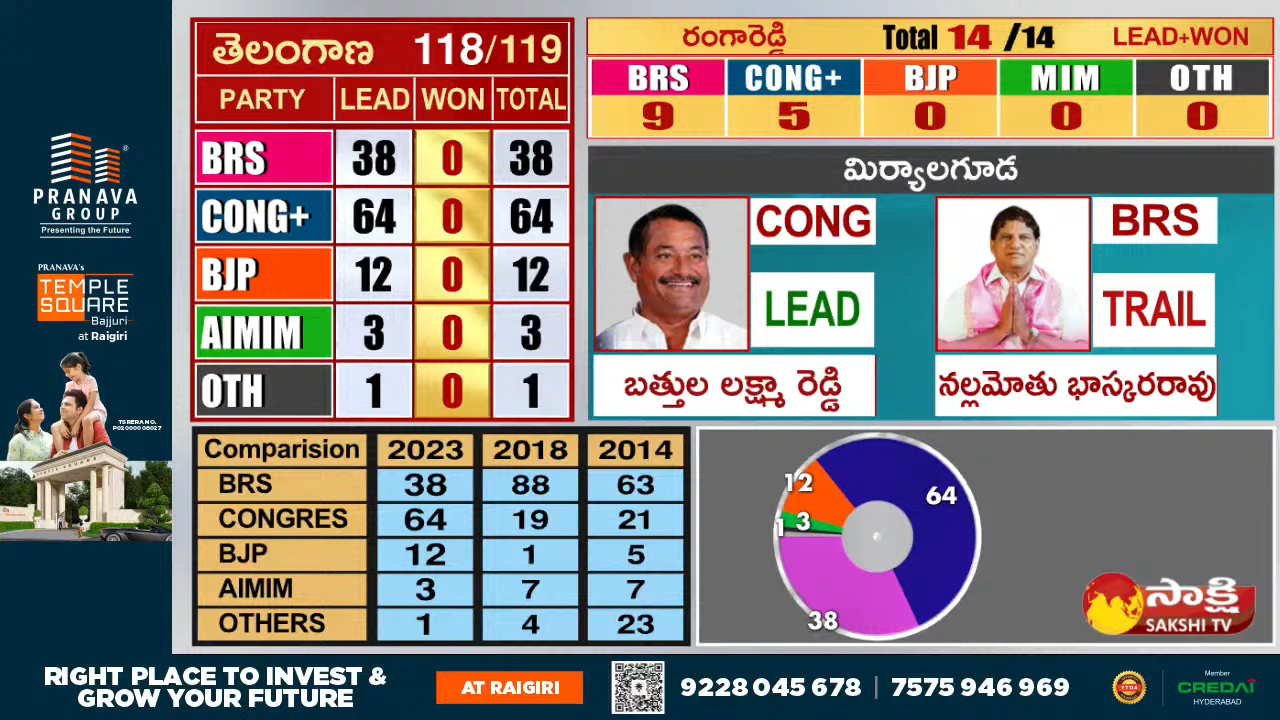 తెలంగాణ 118/119
PARTY LEAD WON TOTAL
BRS 38 0 38
CONG+ 64 0 64
BJP 12 0 12
AIMIM 3 0 3
OTH 1 0 1
రంగారెడ్డి Total 14 /14 LEAD+WON
BRS CONG+ BJP MIM OTH
9 5 0 0 0
మిర్యాలగూడ
CONG
LEAD
బత్తుల లక్ష్మా రెడ్డి
BRS
TRAIL
నల్లమోతు భాస్కరరావు
Comparision 2023 2018 2014
BRS 38 88 63
CONGRES 64 19 21
BJP 12 1 5
AIMIM 3 7 7
OTHERS 1 4 23
12
64
1 3
38
సాక్షి
SAKSHI TV
PRANAVA
GROUP
Presenting the Future
PRANAVA's
TEMPLE
SQUARE
Bajjuri
at Raigiri
TS RERA NO.
P02000006027
RIGHT PLACE TO INVEST &
GROW YOUR FUTURE
AT RAIGIRI
9228 045 678 | 7575 946 969
YTDA
Member
CREDAI
HYDERABAD